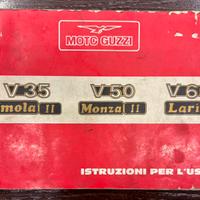 MOTO GUZZI
V 35 V 50 V 6
mola II Monza II Lari
ISTRUZIONI PER L'US